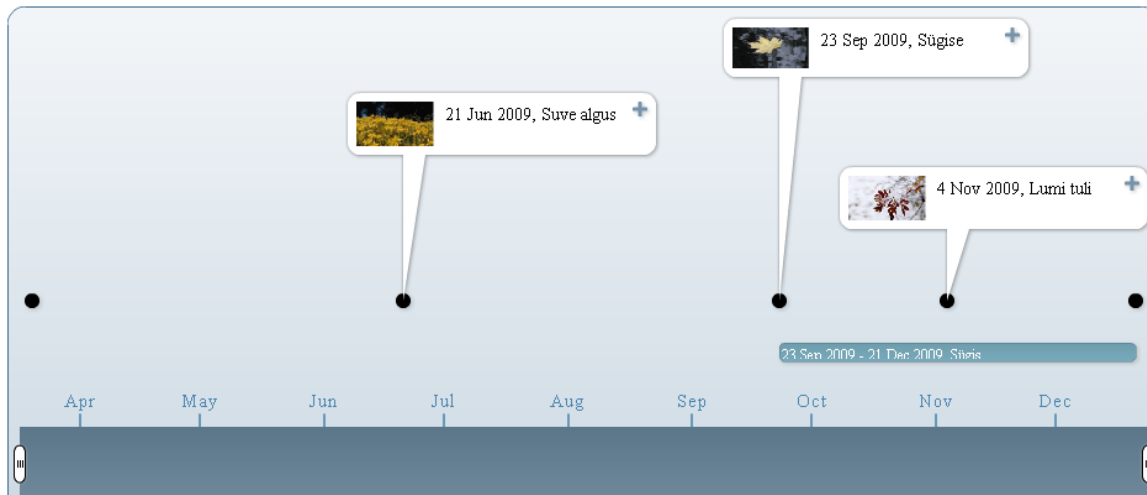 23 Sep 2009, Sügise
21 Jun 2009, Suve algus
4 Nov 2009, Lumi tuli
23 Sep 2009 - 21 Dec 2009, Sügis
Apr May Jun Jul Aug Sep Oct Nov Dec